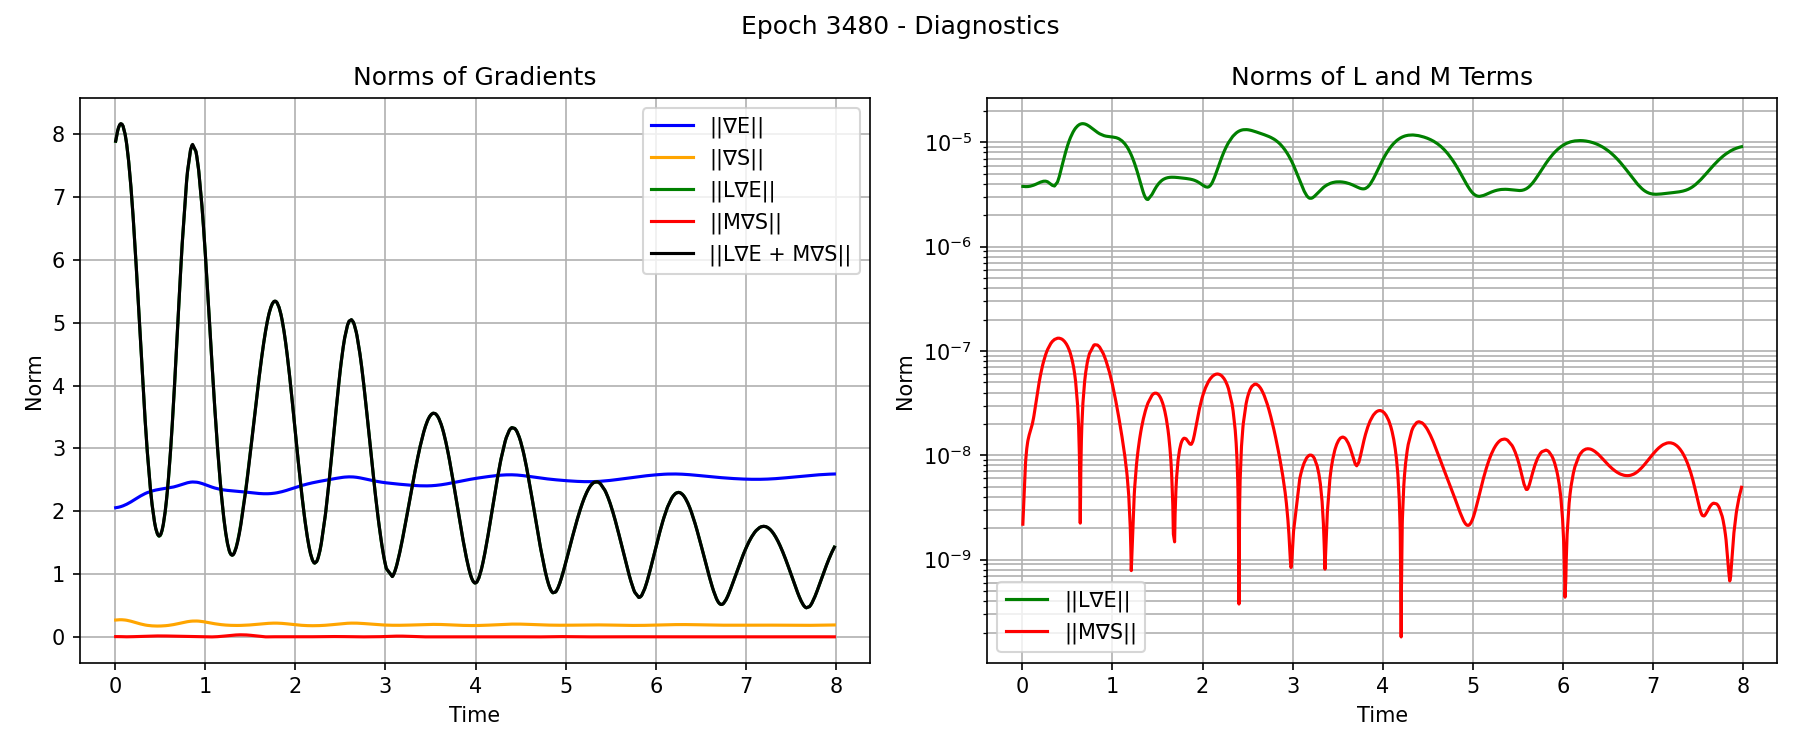 Epoch 3480 - Diagnostics
Norms of Gradients
Norm
8
7
6
5
4
3
2
1
0
||∇E||
||∇S||
||L∇E||
||M∇S||
||L∇E + M∇S||
0 1 2 3 4 5 6 7 8
Time
Norms of L and M Terms
Norm
10⁻⁵
10⁻⁶
10⁻⁷
10⁻⁸
10⁻⁹
||L∇E||
||M∇S||
0 1 2 3 4 5 6 7 8
Time